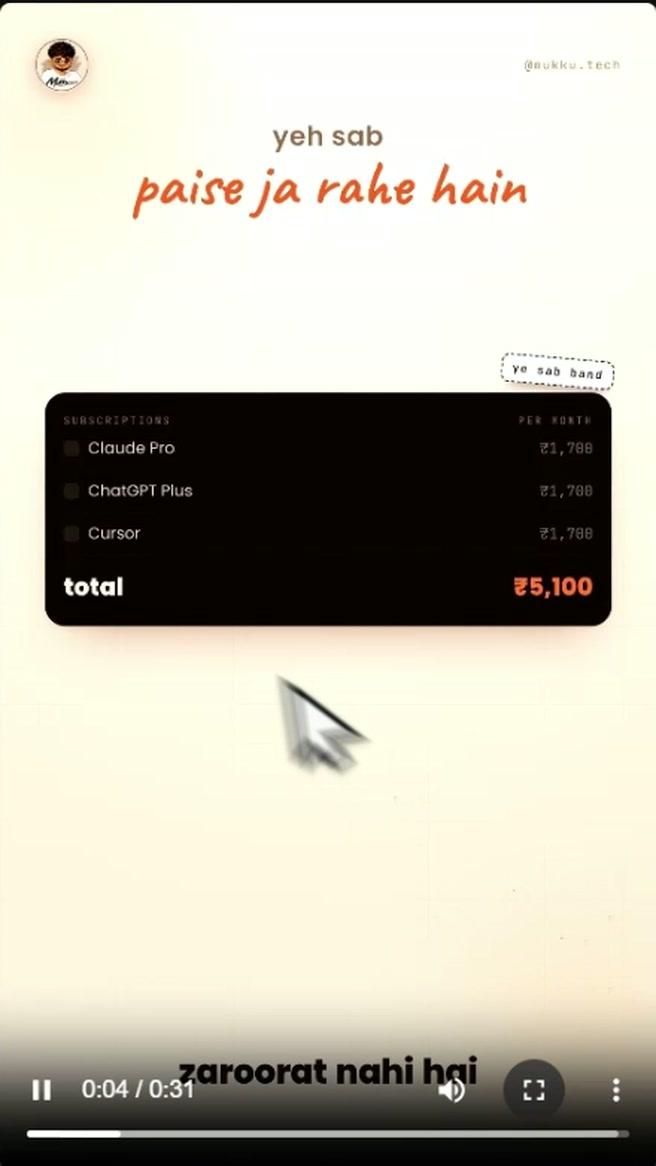 @mukku.tech
yeh sab
paise ja rahe hain
ye sab band
SUBSCRIPTIONS PER MONTH
Claude Pro ₹1,700
ChatGPT Plus ₹1,700
Cursor ₹1,700
total ₹5,100
zaroorat nahi hai
0:04 / 0:31